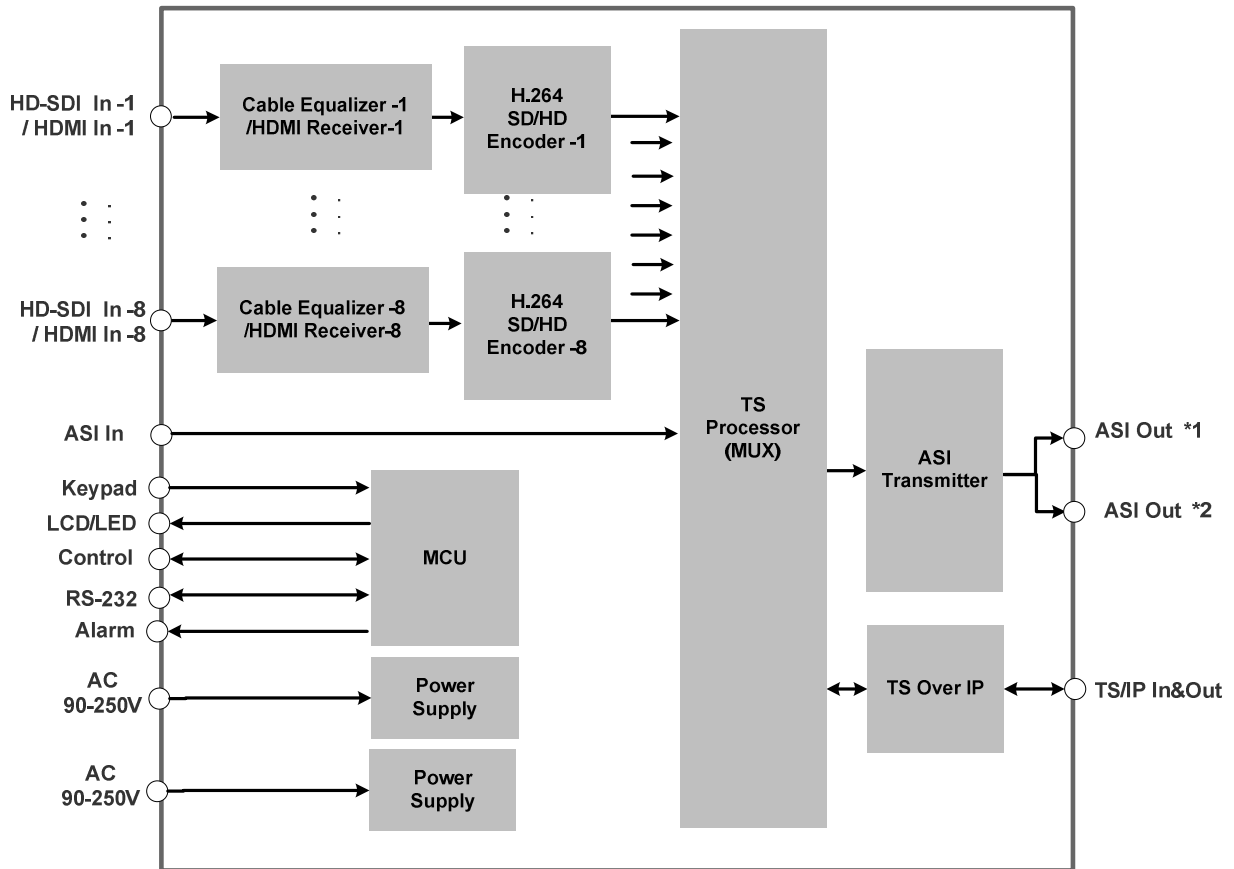 HD-SDI In -1
/ HDMI In -1
Cable Equalizer -1
/HDMI Receiver-1
H.264
SD/HD
Encoder -1
HD-SDI In -8
/ HDMI In -8
Cable Equalizer -8
/HDMI Receiver-8
H.264
SD/HD
Encoder -8
TS
Processor
(MUX)
ASI In
Keypad
LCD/LED
Control
RS-232
Alarm
MCU
AC
90-250V
Power
Supply
AC
90-250V
Power
Supply
ASI
Transmitter
ASI Out *1
ASI Out *2
TS Over IP
TS/IP In&Out